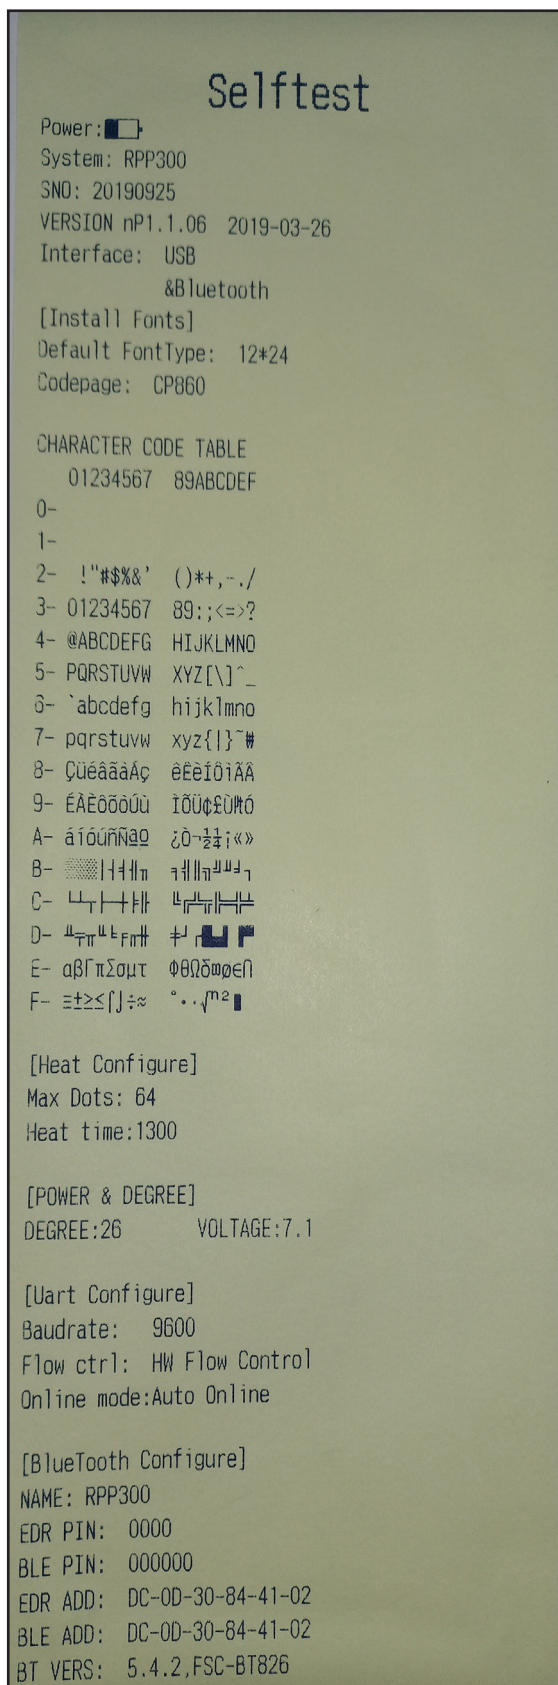 Selftest
Power:
System: RPP300
SNO: 20190925
VERSION nP1.1.06 2019-03-26
Interface: USB
&Bluetooth
[Install Fonts]
Default FontType: 12*24
Codepage: CP860
CHARACTER CODE TABLE
01234567 89ABCDEF
0-
1-
2- !"#$%&' ()*+,-./
3- 01234567 89:;<=>?
4- @ABCDEFG HIJKLMNO
5- PQRSTUVW XYZ[\]^_
6- `abcdefg hijklmno
7- pqrstuvw xyz{|}~
8- ÇüéâãàÁç êÊèÍÔìÃÂ
9- ÉÀÈôõòÚù ÌÕÜ¢£Ù₧Ó
A- áíóúñÑªº ¿Ò¬½¼¡«»
B- ░▒▓│┤╡╢╖ ╕╣║╗╝╜╛┐
C- └┴┬├─┼╞╟ ╚╔╩╦╠═╬╧
D- ╨╤╥╙╘╒╓╫ ╪┘┌█▄▌▐▀
E- αβΓπΣσμτ ΦθΩδ∞øϵ∩
F- ≡±≥≤⌠⌡÷≈ °∙·√ⁿ²■
[Heat Configure]
Max Dots: 64
Heat time:1300
[POWER & DEGREE]
DEGREE:26 VOLTAGE:7.1
[Uart Configure]
Baudrate: 9600
Flow ctrl: HW Flow Control
Online mode:Auto Online
[BlueTooth Configure]
NAME: RPP300
EDR PIN: 0000
BLE PIN: 000000
EDR ADD: DC-0D-30-84-41-02
BLE ADD: DC-0D-30-84-41-02
BT VERS: 5.4.2,FSC-BT826